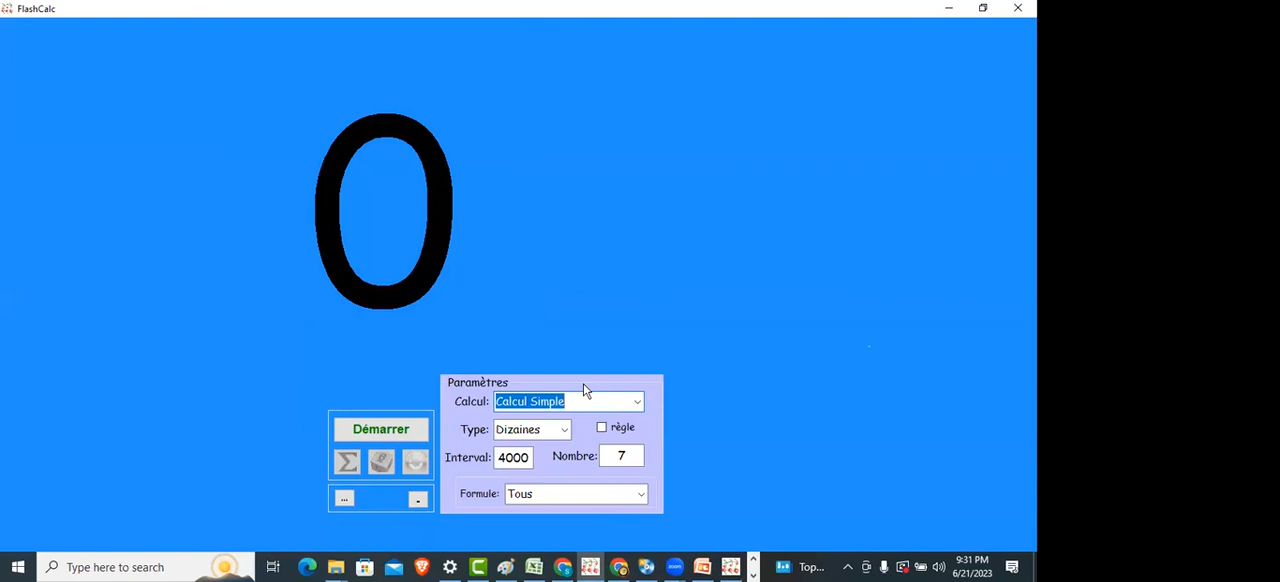 FlashCalc
0
Paramètres
Calcul: Calcul Simple
Démarrer
Type: Dizaines
règle
Interval: 4000
Nombre: 7
Σ
...
-
Formule: Tous
Type here to search
Top...
9:31 PM
6/21/2023